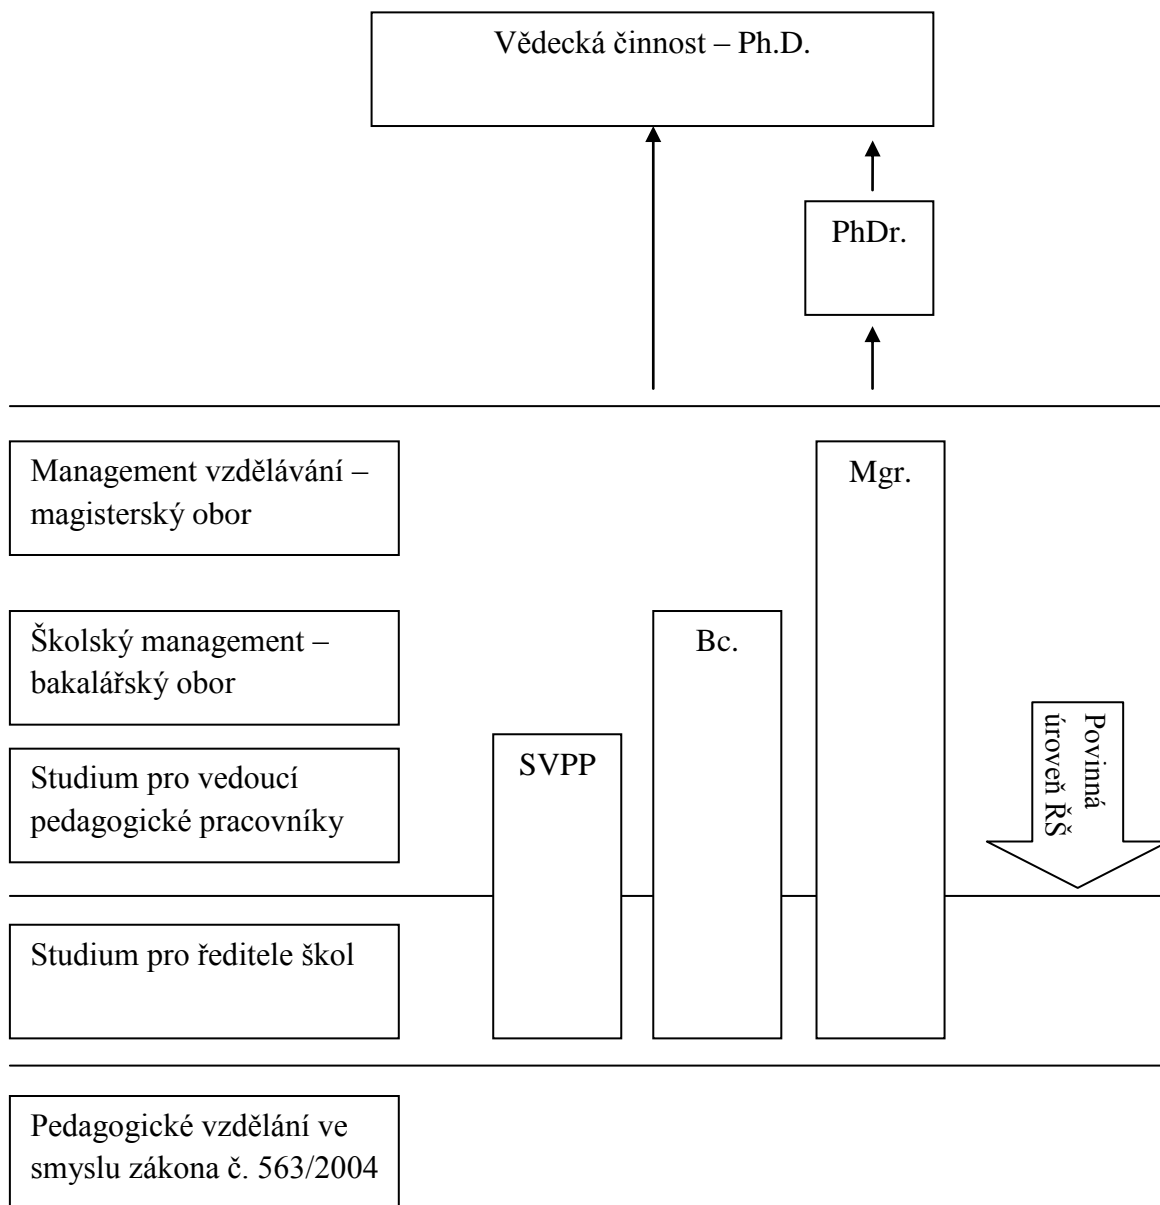 Vědecká činnost – Ph.D.
PhDr.
Management vzdělávání –
magisterský obor
Mgr.
Školský management –
bakalářský obor
Bc.
Studium pro vedoucí
pedagogické pracovníky
SVPP
Povinná
úroveň ŘŠ
Studium pro ředitele škol
Pedagogické vzdělání ve
smyslu zákona č. 563/2004